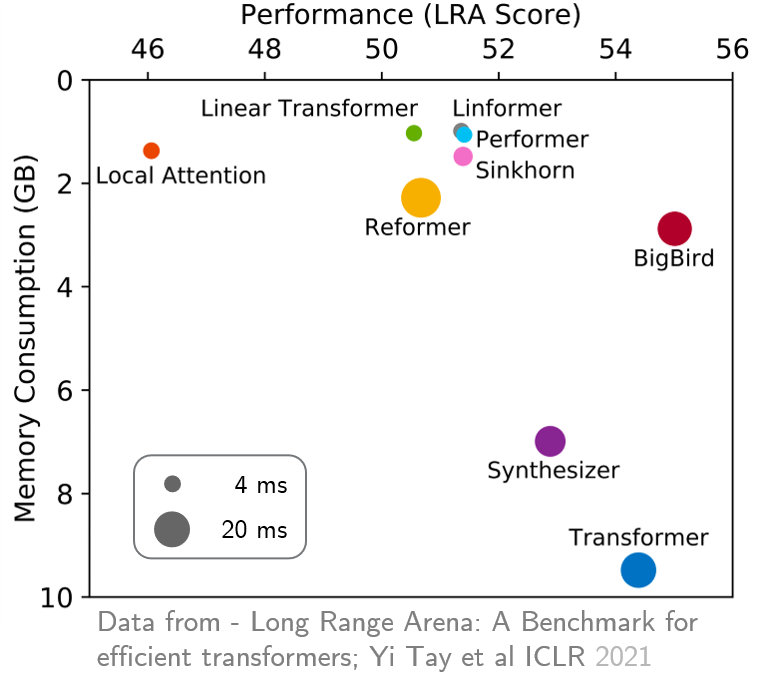 Performance (LRA Score)
46 48 50 52 54 56
0
Linear Transformer Linformer
Performer
Local Attention Sinkhorn
2
Reformer
BigBird
4
Memory Consumption (GB)
6
Synthesizer
4 ms
8
20 ms
Transformer
10
Data from - Long Range Arena: A Benchmark for
efficient transformers; Yi Tay et al ICLR 2021